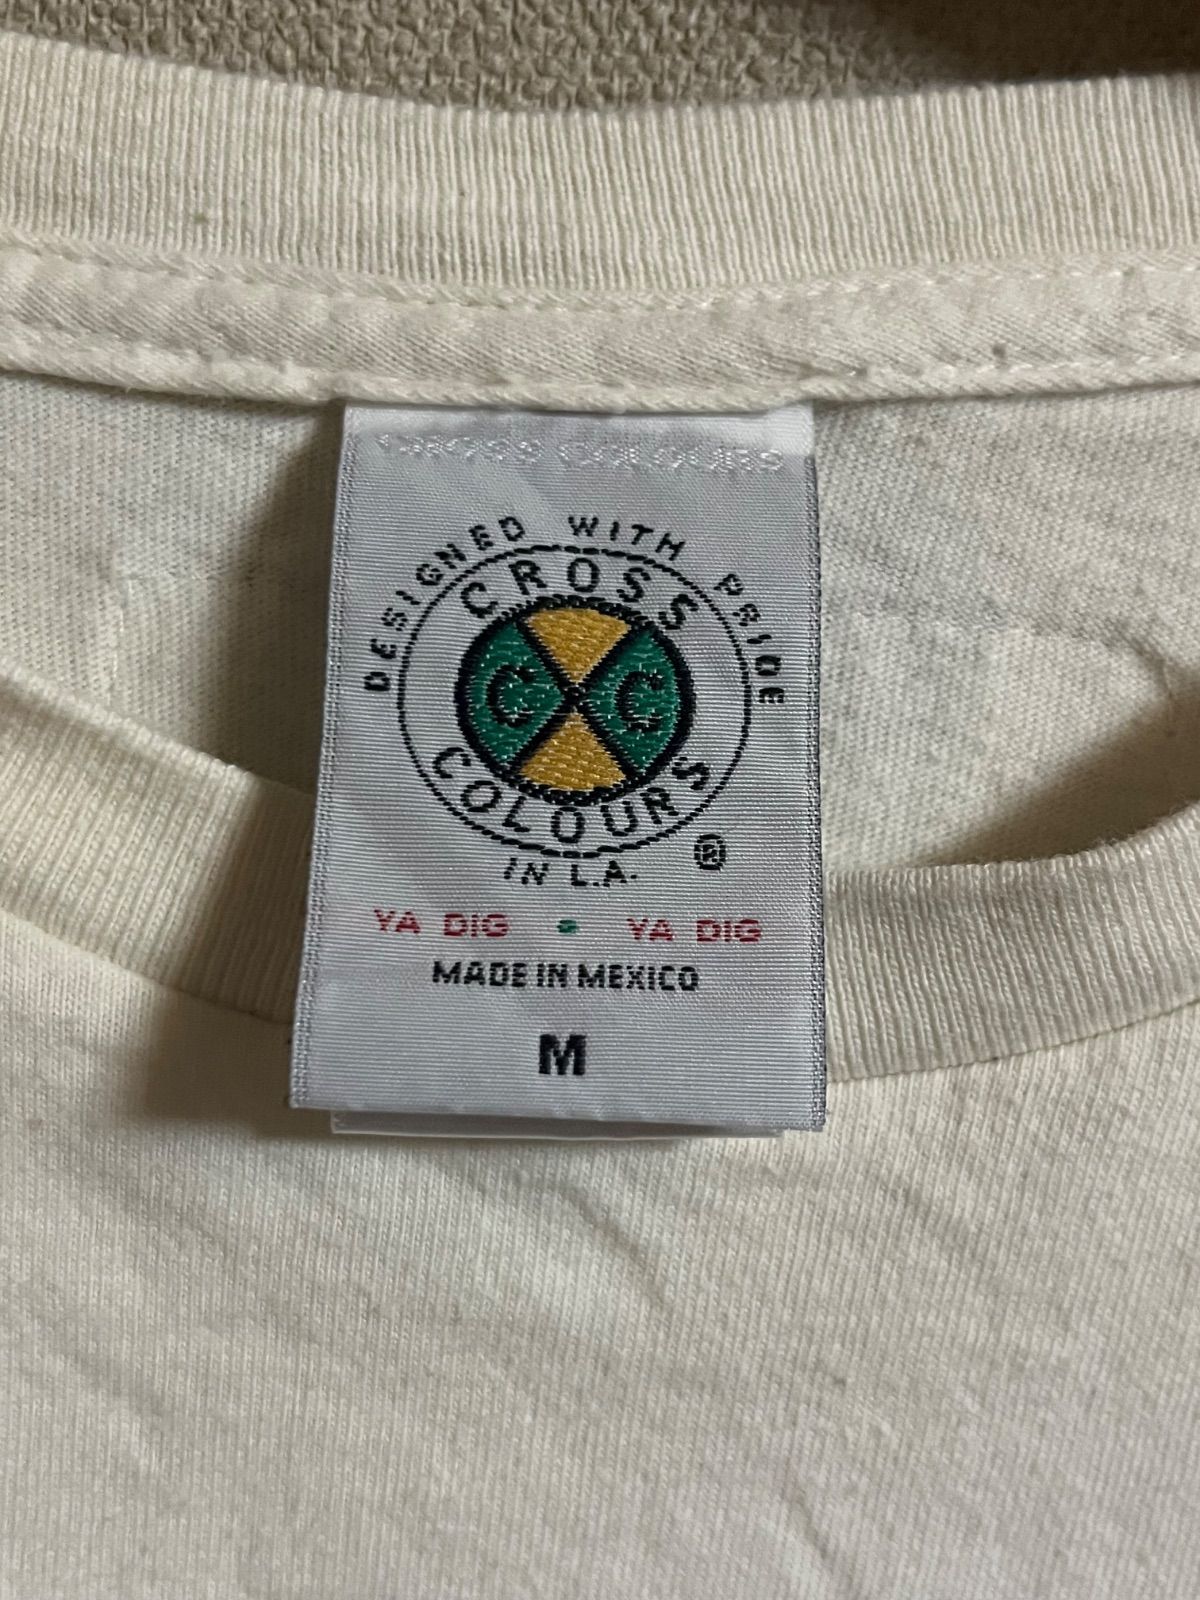 CROSS COLOURS
DESIGNED WITH PRIDE
CROSS
C C
COLOURS
IN L.A. ®
YA DIG • YA DIG
MADE IN MEXICO
M